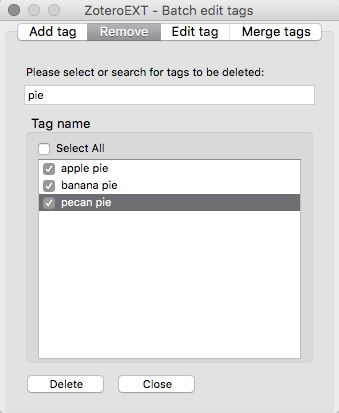 ZoteroEXT - Batch edit tags
Add tag Remove Edit tag Merge tags
Please select or search for tags to be deleted:
pie
Tag name
Select All
apple pie
banana pie
pecan pie
Delete Close